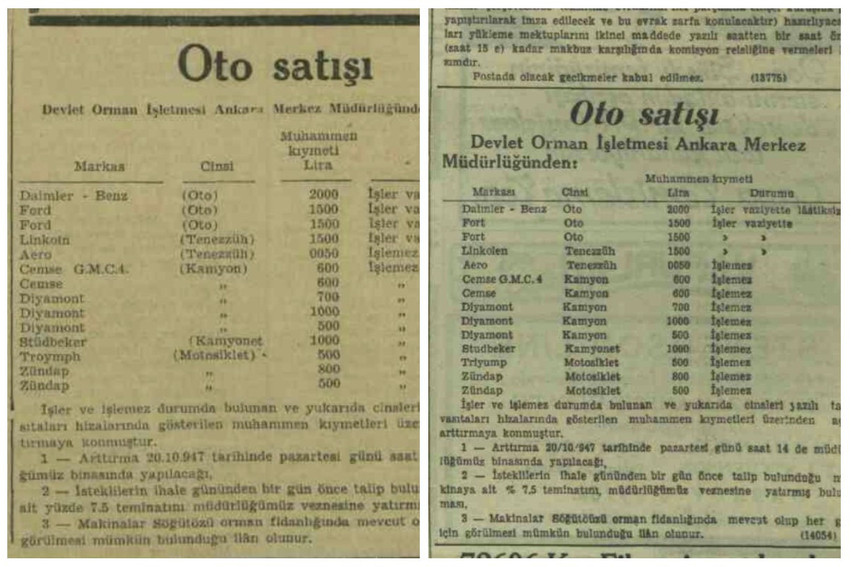 Oto satışı
Devlet Orman İşletmesi Ankara Merkez Müdürlüğünd
Muhammen
kıymeti
Markas Cinsi Lira
Daimler - Benz (Oto) 2000 İşler va
Ford (Oto) 1500 İşler va
Ford (Oto) 1500 İşler va
Linkoln (Tenezzüh) 1500 İşler va
Aero (Tenezzüh) 0050 İşlemez
Cemse G.M.C.4. (Kamyon) 600 İşlemez
Cemse „ 600 „
Diyamont „ 700 „
Diyamont „ 1000 „
Diyamont „ 500 „
Stüdbeker (Kamyonet 1000 „
Troymph (Motosiklet) 500 „
Zündap „ 800 „
Zündap „ 500 „
İşler ve işlemez durumda bulunan ve yukarıda cinsleri
sıtaları hizalarında gösterilen muhammen kıymetleri üze
tırmaya konmuştur.
1 — Arttırma 20.10.947 tarihinde pazartesi günü saat
ğümüz binasında yapılacağı,
2 — İsteklilerin ihale gününden bir gün önce talip bulu
ait yüzde 7.5 teminatını müdürlüğümüz veznesine yatırm
3 — Makinalar Söğütözü orman fidanlığında mevcut o
görülmesi mümkün bulunduğu ilân olunur.
yapıştırılarak imza edilecek ve bu evrak zarfa konulacaktır) hazırlıyac
ları yükleme mektuplarını ikinci maddede yazılı saatten bir saat ön
(saat 15 e) kadar makbuz karşılığında komisyon reisliğine vermeleri
zımdır.
Postada olacak gecikmeler kabul edilmez. (13775)
Oto satışı
Devlet Orman İşletmesi Ankara Merkez
Müdürlüğünden:
Muhammen kıymeti
Markası Cinsi Lira Durumu
Daimler - Benz Oto 2000 İşler vaziyette lâstiksiz
Fort Oto 1500 İşler vaziyette
Fort Oto 1500 » »
Linkolen Tenezzüh 1500 » »
Aero Tenezzüh 0050 İşlemez
Cemze G.M.C.4 Kamyon 600 İşlemez
Cemse Kamyon 600 İşlemez
Diyamont Kamyon 700 İşlemez
Diyamont Kamyon 1000 İşlemez
Diyamont Kamyon 500 İşlemez
Studbeker Kamyonet 1000 İşlemez
Triyump Motosiklet 500 İşlemez
Zündap Motosiklet 800 İşlemez
Zündap Motosiklet 500 İşlemez
İşler ve işlemez durumda bulunan ve yukarıda cinsleri yazılı ta
vasıtaları hizalarında gösterilen muhammen kıymetleri üzerinden a
arttırmaya konmuştur.
1 — Arttırma 20/10/947 tarihinde pazartesi günü saat 14 de müdü
lüğümüz binasında yapılacağı,
2 — İsteklilerin ihale gününden bir gün önce talip bulunduğu m
kinaya ait % 7.5 teminatını, müdürlüğümüz veznesine yatırmış bulu
ması,
3 — Makinalar Söğütözü orman fidanlığında mevcut olup her g
için görülmesi mümkün bulunduğu ilân olunur. (14054)